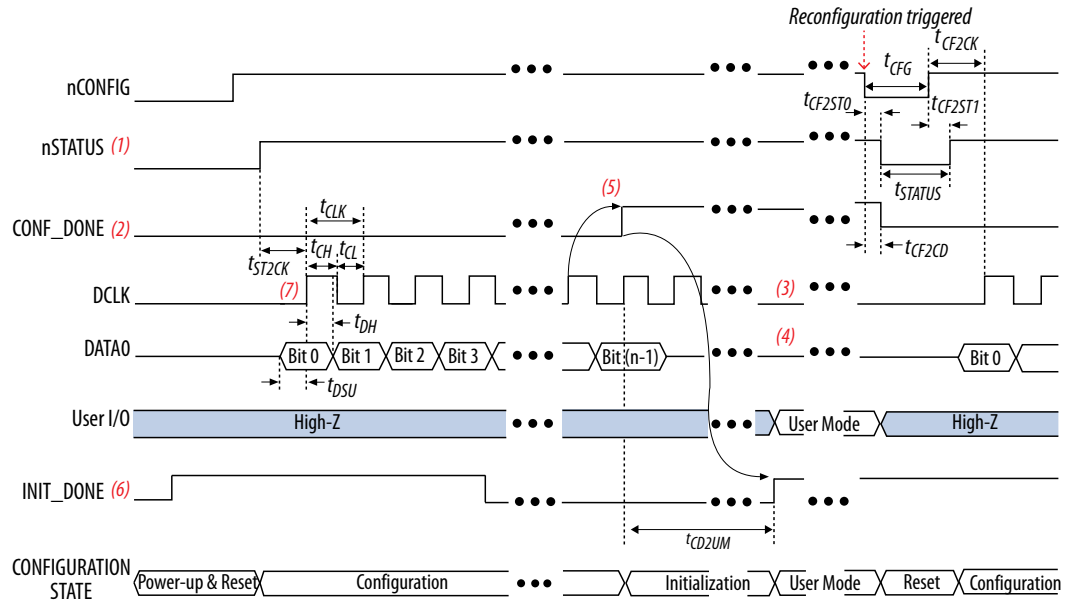 Reconfiguration triggered
tCF2CK
nCONFIG
tCFG
tCF2ST0
tCF2ST1
nSTATUS (1)
tSTATUS
(5)
CONF_DONE (2)
tCLK
tCF2CD
tST2CK
tCH
tCL
DCLK
(7)
(3)
tDH
DATA0
Bit 0
Bit 1
Bit 2
Bit 3
Bit (n-1)
(4)
Bit 0
tDSU
User I/O
High-Z
User Mode
High-Z
INIT_DONE (6)
tCD2UM
CONFIGURATION
STATE
Power-up & Reset
Configuration
Initialization
User Mode
Reset
Configuration